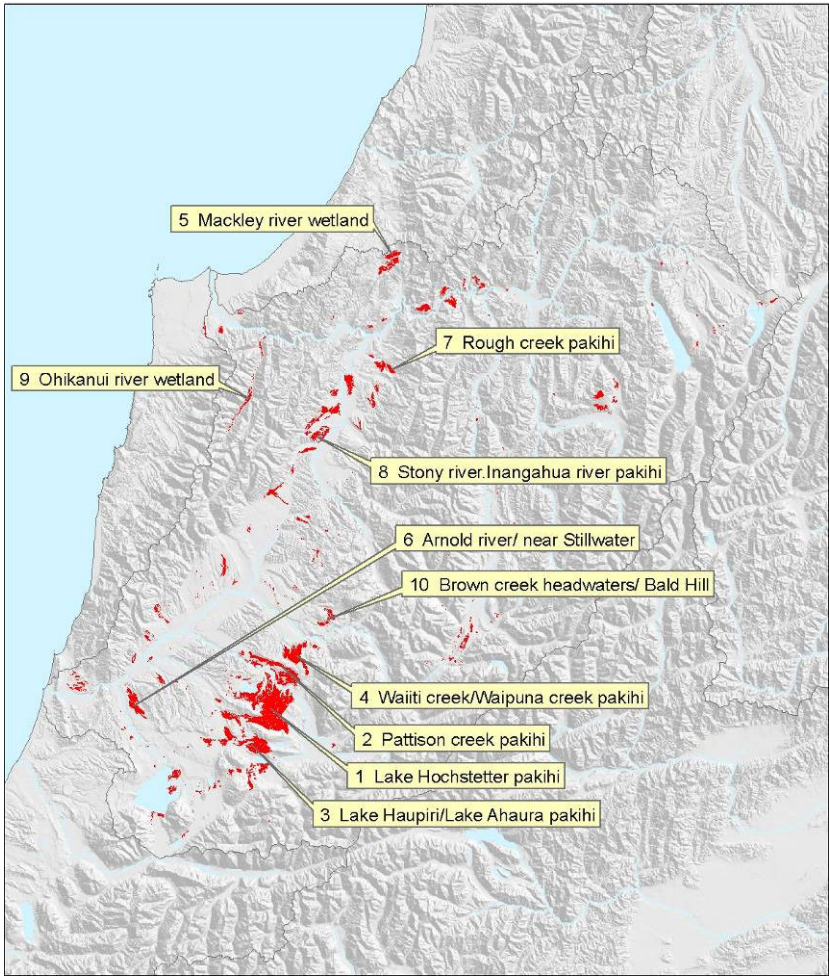 5 Mackley river wetland
7 Rough creek pakihi
9 Ohikanui river wetland
8 Stony river.Inangahua river pakihi
6 Arnold river/ near Stillwater
10 Brown creek headwaters/ Bald Hill
4 Waiiti creek/Waipuna creek pakihi
2 Pattison creek pakihi
1 Lake Hochstetter pakihi
3 Lake Haupiri/Lake Ahaura pakihi